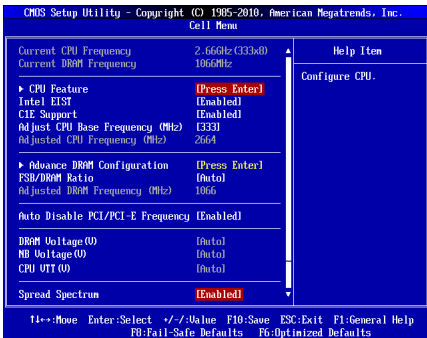 CMOS Setup Utility - Copyright (C) 1985-2010, American Megatrends, Inc.
Cell Menu
Current CPU Frequency 2.66GHz(333x8)
Current DRAM Frequency 1066MHz
Help Item
▶ CPU Feature [Press Enter]
Intel EIST [Enabled]
C1E Support [Enabled]
Adjust CPU Base Frequency (MHz) [333]
Adjusted CPU Frequency (MHz) 2664
Configure CPU.
▶ Advance DRAM Configuration [Press Enter]
FSB/DRAM Ratio [Auto]
Adjusted DRAM Frequency (MHz) 1066
Auto Disable PCI/PCI-E Frequency [Enabled]
DRAM Voltage(V) [Auto]
NB Voltage(V) [Auto]
CPU VTT(V) [Auto]
Spread Spectrum [Enabled]
↑↓←→:Move Enter:Select +/-/:Value F10:Save ESC:Exit F1:General Help
F8:Fail-Safe Defaults F6:Optimized Defaults